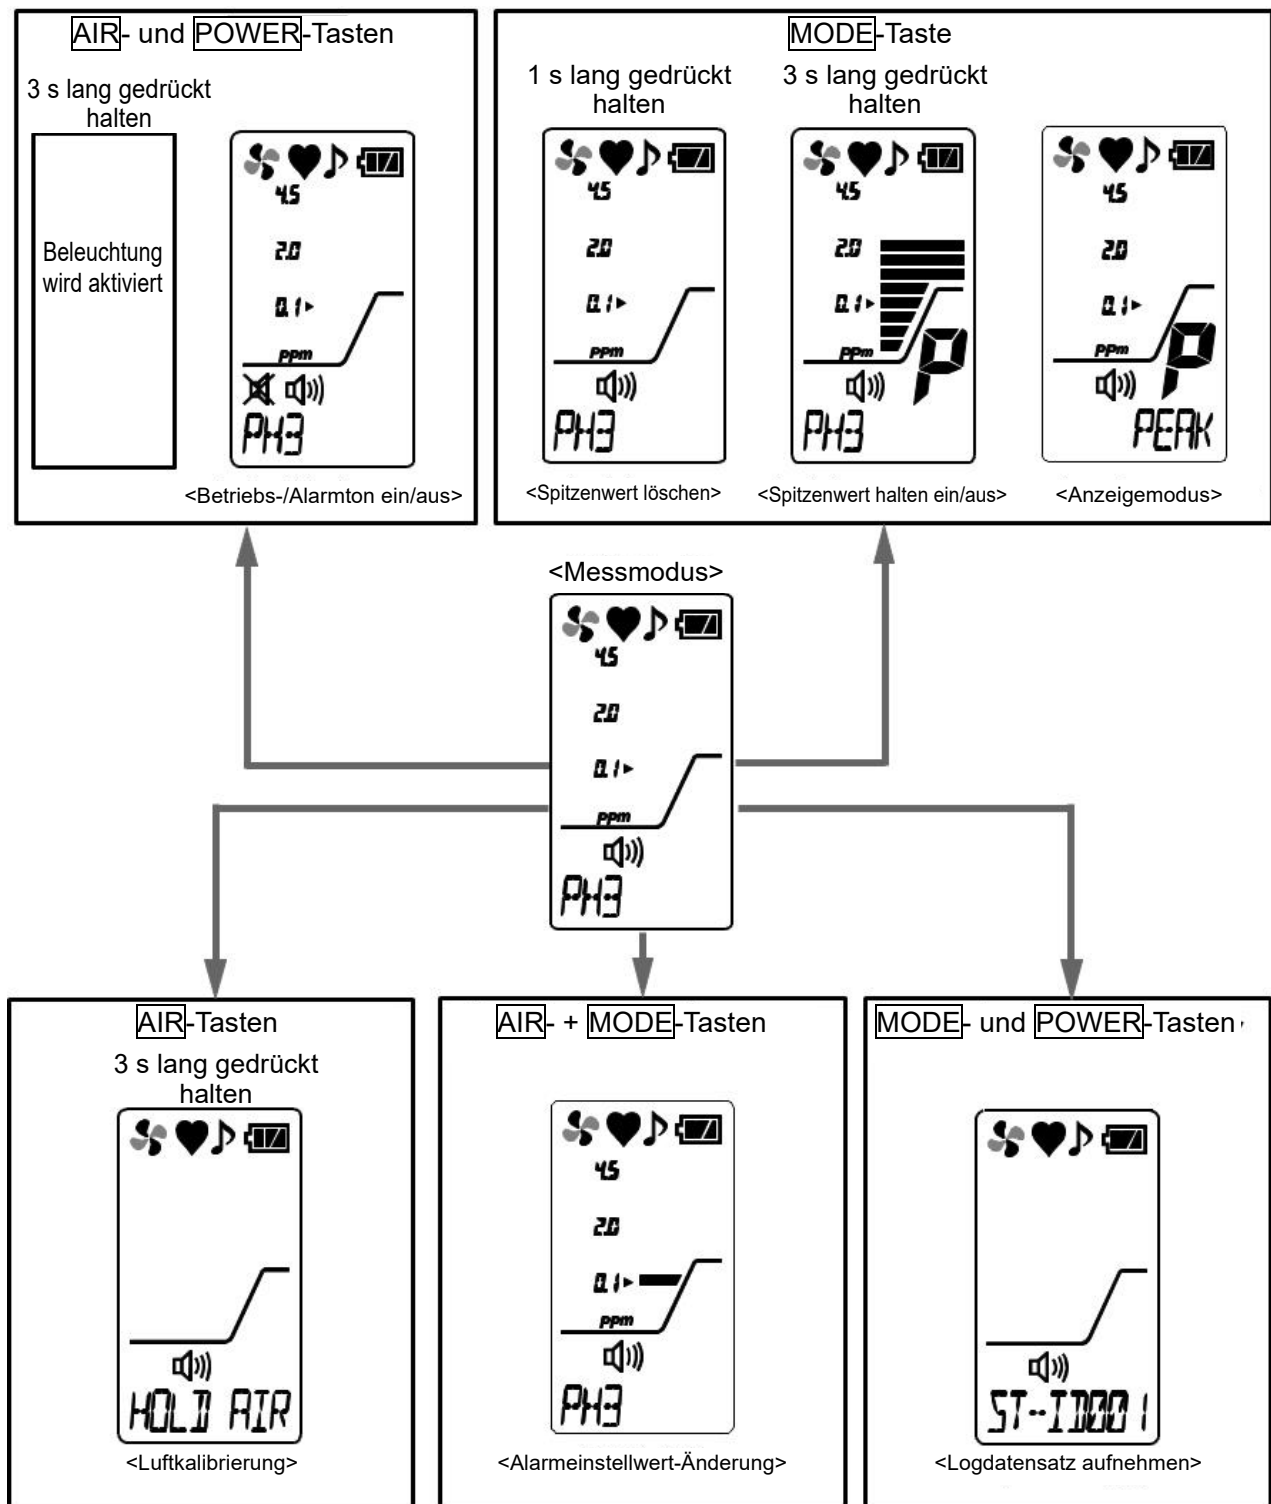 AIR- und POWER-Tasten
3 s lang gedrückt
halten
Beleuchtung
wird aktiviert
4.5
2.0
0.1
ppm
PH3
<Betriebs-/Alarmton ein/aus>
MODE-Taste
1 s lang gedrückt
halten
4.5
2.0
0.1
ppm
PH3
<Spitzenwert löschen>
3 s lang gedrückt
halten
4.5
2.0
0.1
ppm
P
PH3
<Spitzenwert halten ein/aus>
4.5
2.0
0.1
ppm
P
PEAK
<Anzeigemodus>
<Messmodus>
4.5
2.0
0.1
ppm
PH3
AIR-Tasten
3 s lang gedrückt
halten
HOLD AIR
<Luftkalibrierung>
AIR- + MODE-Tasten
4.5
2.0
0.1
ppm
PH3
<Alarmeinstellwert-Änderung>
MODE- und POWER-Tasten
ST-ID001
<Logdatensatz aufnehmen>